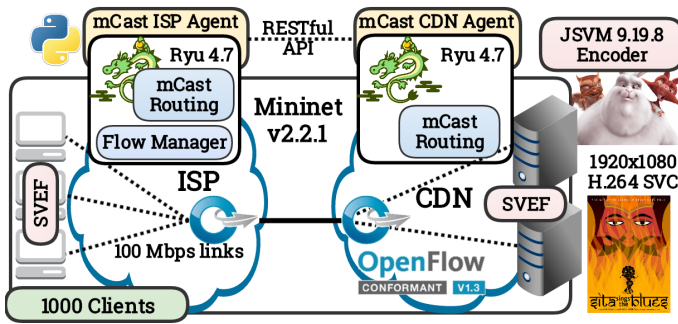 mCast ISP Agent
RESTful
API
mCast CDN Agent
JSVM 9.19.8
Encoder
Ryu 4.7
Ryu 4.7
mCast
Routing
Mininet
v2.2.1
mCast
Routing
Flow Manager
1920x1080
H.264 SVC
ISP
CDN
SVEF
SVEF
100 Mbps links
OpenFlow
CONFORMANT V1.3
1000 Clients
sita sings
the blues